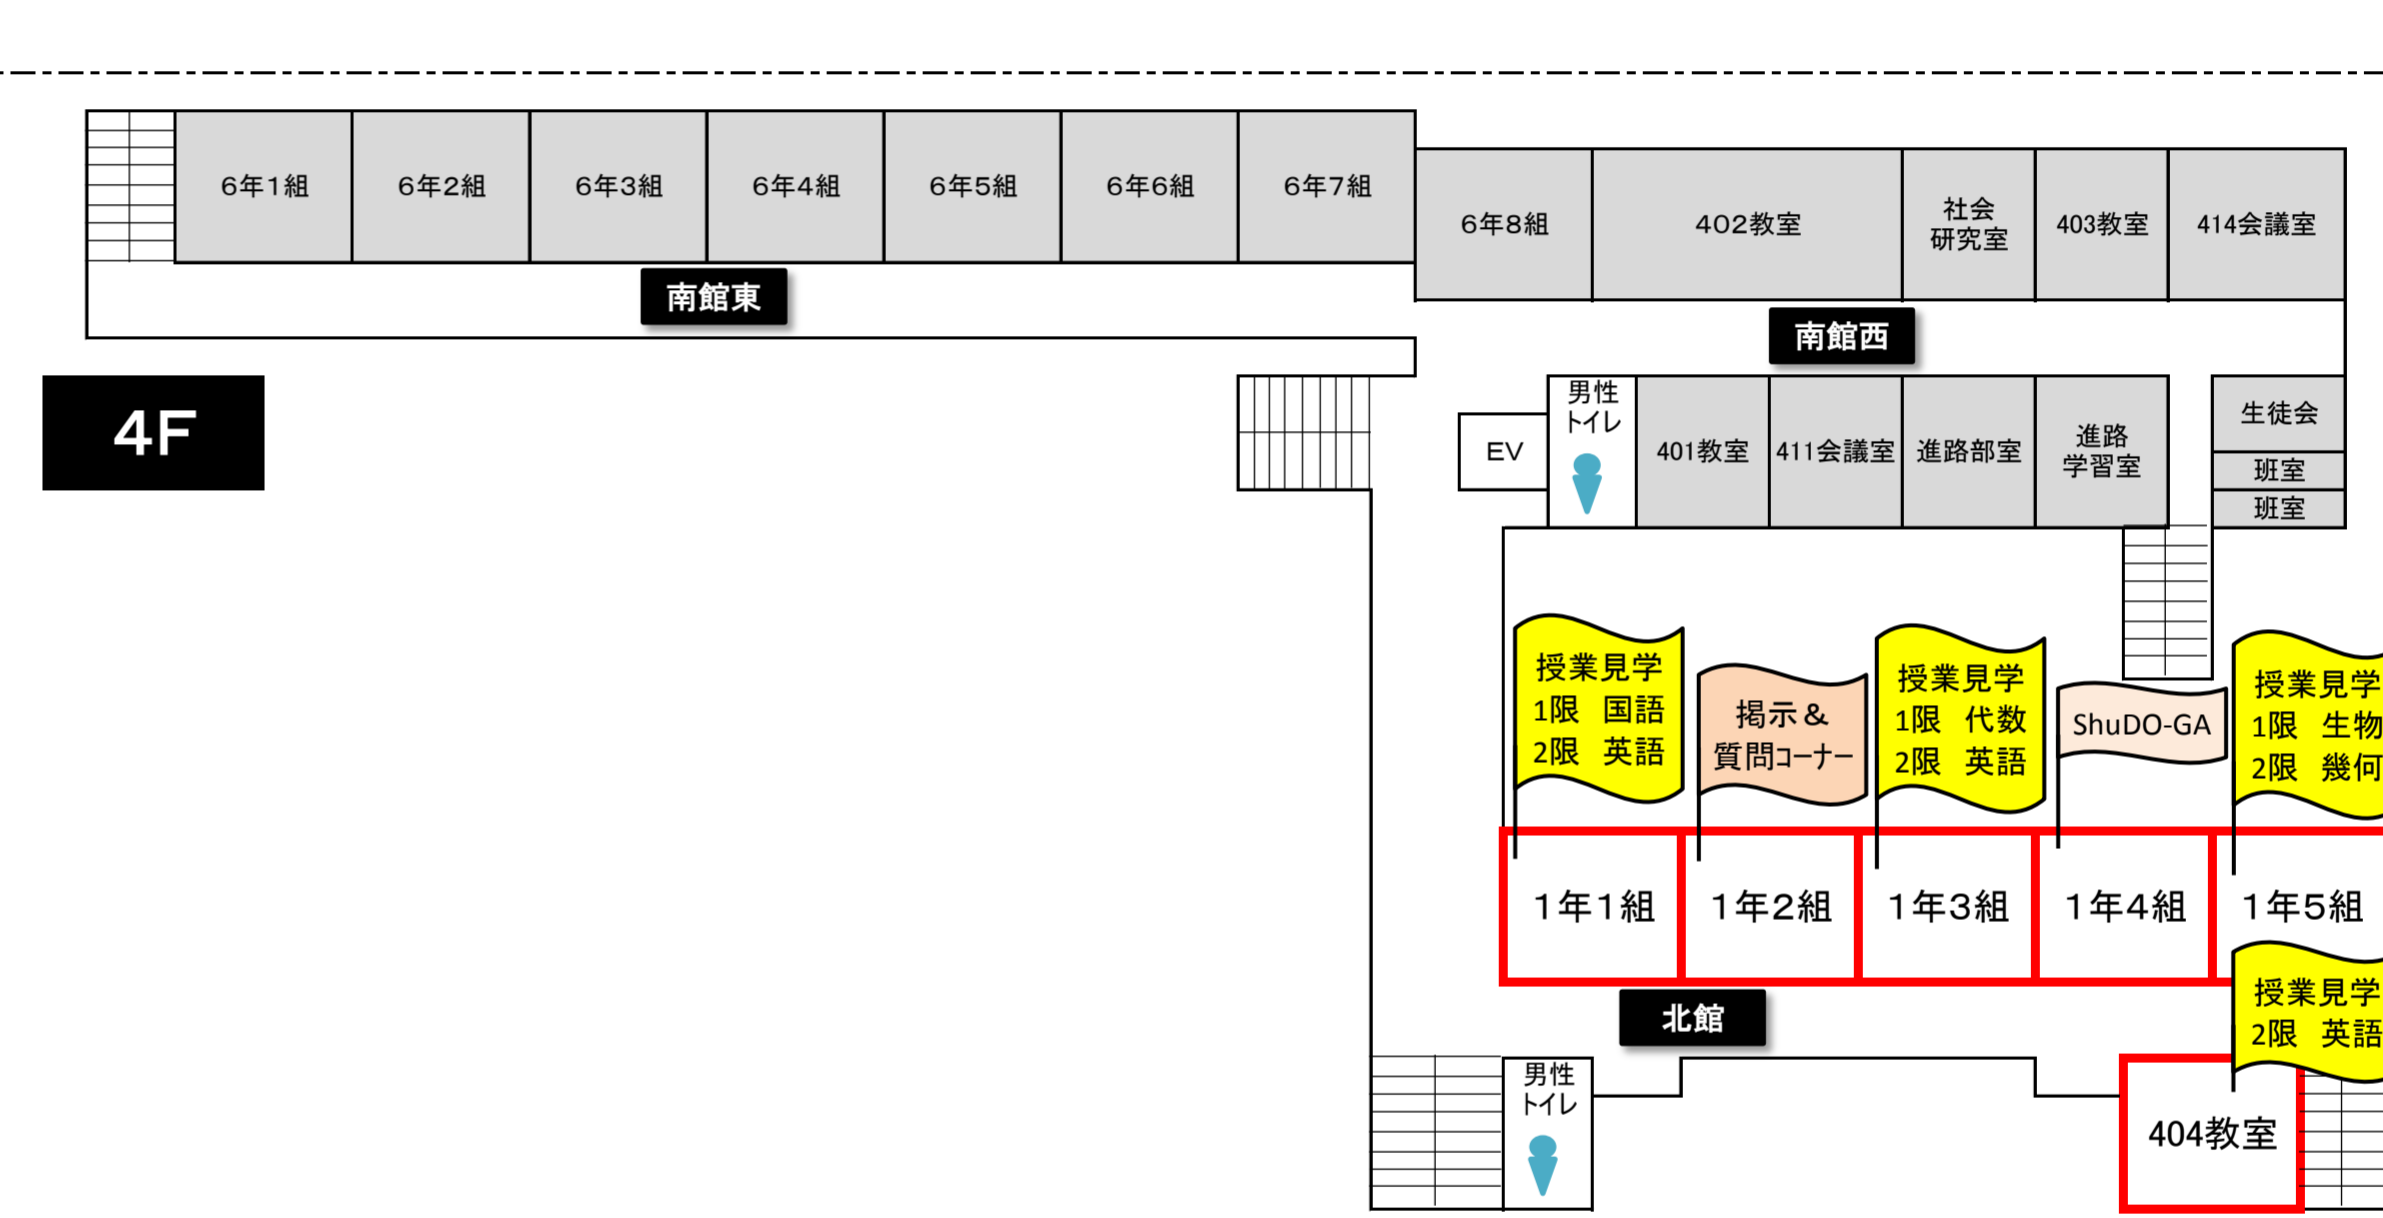 6年1組
6年2組
6年3組
6年4組
6年5組
6年6組
6年7組
6年8組
402教室
社会
研究室
403教室
414会議室
南館東
南館西
4F
EV
男性
トイレ
401教室
411会議室
進路部室
進路
学習室
生徒会
班室
班室
授業見学
1限 国語
2限 英語
掲示&
質問コーナー
授業見学
1限 代数
2限 英語
ShuDO-GA
授業見学
1限 生物
2限 幾何
1年1組
1年2組
1年3組
1年4組
1年5組
北館
授業見学
2限 英語
男性
トイレ
404教室